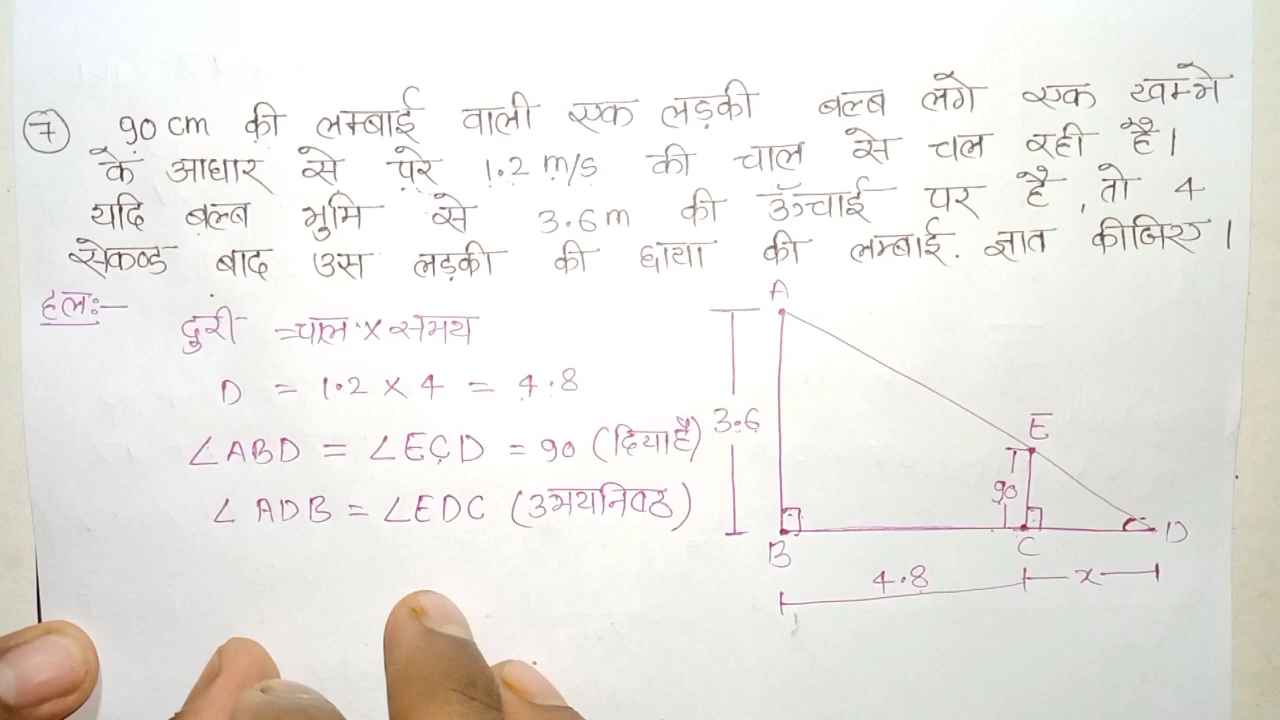 7 90 cm की लम्बाई वाली एक लड़की बल्ब लगे एक खम्भे
के आधार से परे 1.2 m/s की चाल से चल रही है।
यदि बल्ब भुमि से 3.6m की ऊँचाई पर है, तो 4
सेकण्ड बाद उस लड़की की छाया की लम्बाई. ज्ञात कीजिए।
हलः-
दुरी = चाल x समय
D = 1.2 x 4 = 4.8
∠ABD = ∠ECD = 90 (दिया है)
∠ADB = ∠EDC (उभयनिष्ठ)
A
3.6
E
90
B
C
D
4.8
x